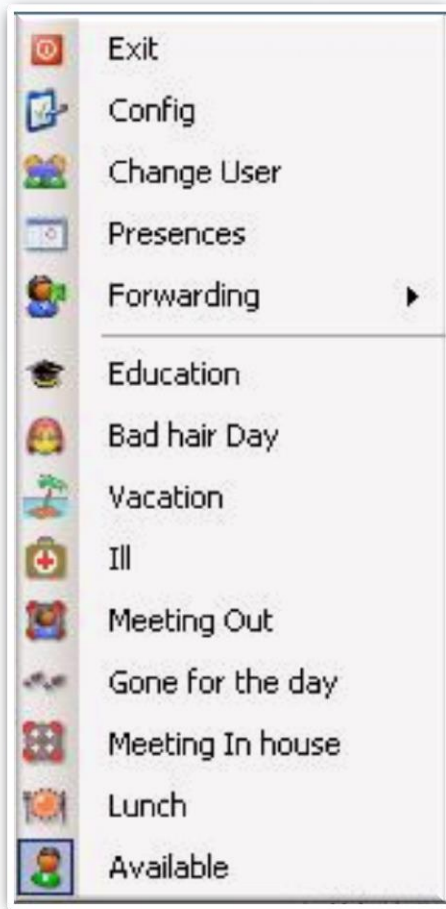 Exit
Config
Change User
Presences
Forwarding
Education
Bad hair Day
Vacation
Ill
Meeting Out
Gone for the day
Meeting In house
Lunch
Available